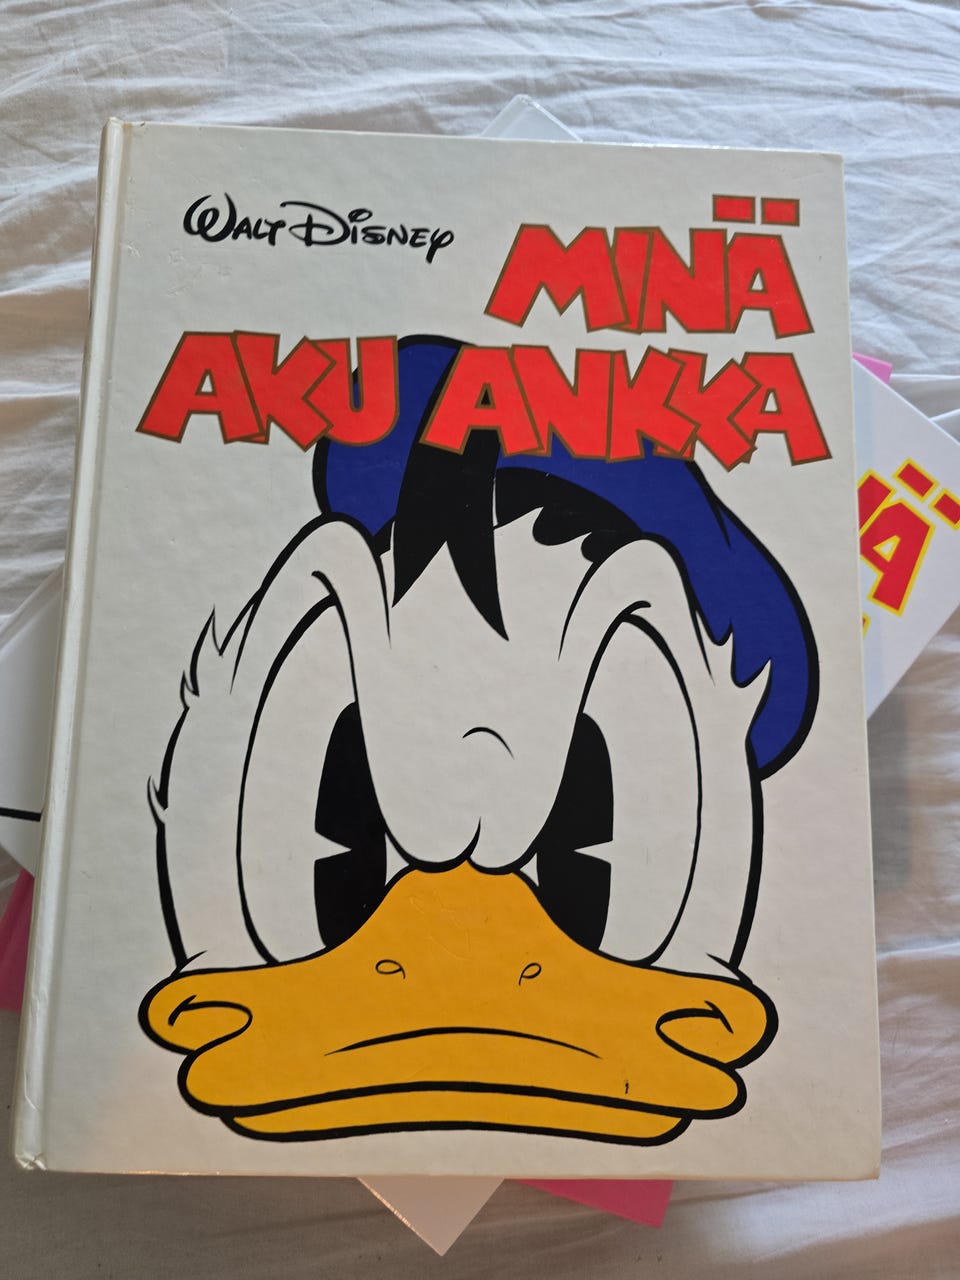 Walt Disney
MINÄ
AKU ANKKA